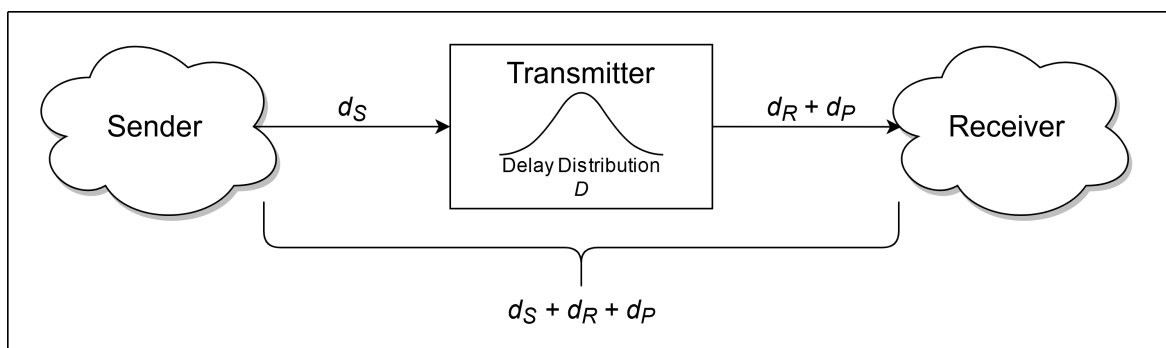 Sender
d_S
Transmitter
Delay Distribution
D
d_R + d_P
Receiver
d_S + d_R + d_P